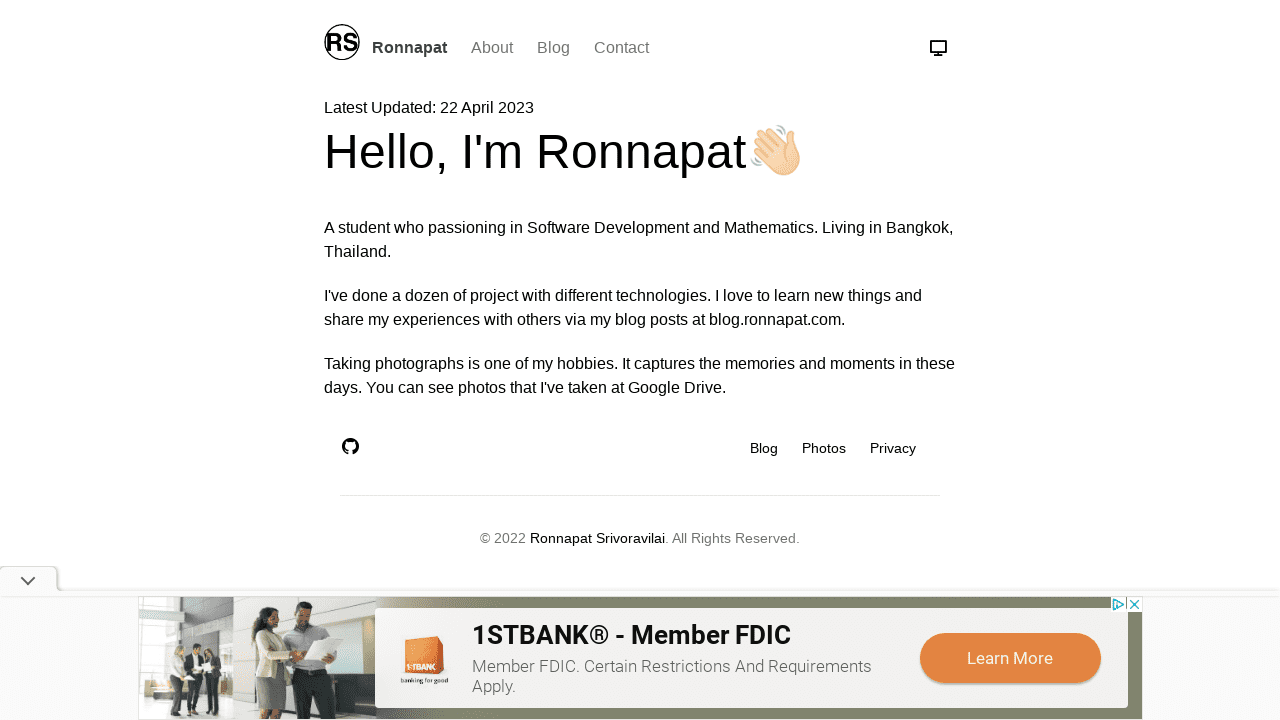 RS
Ronnapat About Blog Contact
Latest Updated: 22 April 2023
Hello, I'm Ronnapat👋🏻
A student who passioning in Software Development and Mathematics. Living in Bangkok,
Thailand.
I've done a dozen of project with different technologies. I love to learn new things and
share my experiences with others via my blog posts at blog.ronnapat.com.
Taking photographs is one of my hobbies. It captures the memories and moments in these
days. You can see photos that I've taken at Google Drive.
Blog Photos Privacy
© 2022 Ronnapat Srivoravilai. All Rights Reserved.
1STBANK® - Member FDIC
Member FDIC. Certain Restrictions And Requirements
Apply.
1STBANK
banking for good
Learn More